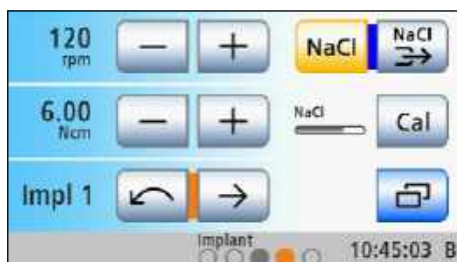 120
rpm
NaCl
NaCl
6.00
Ncm
NaCl
Cal
Impl 1
Implant
10:45:03 B